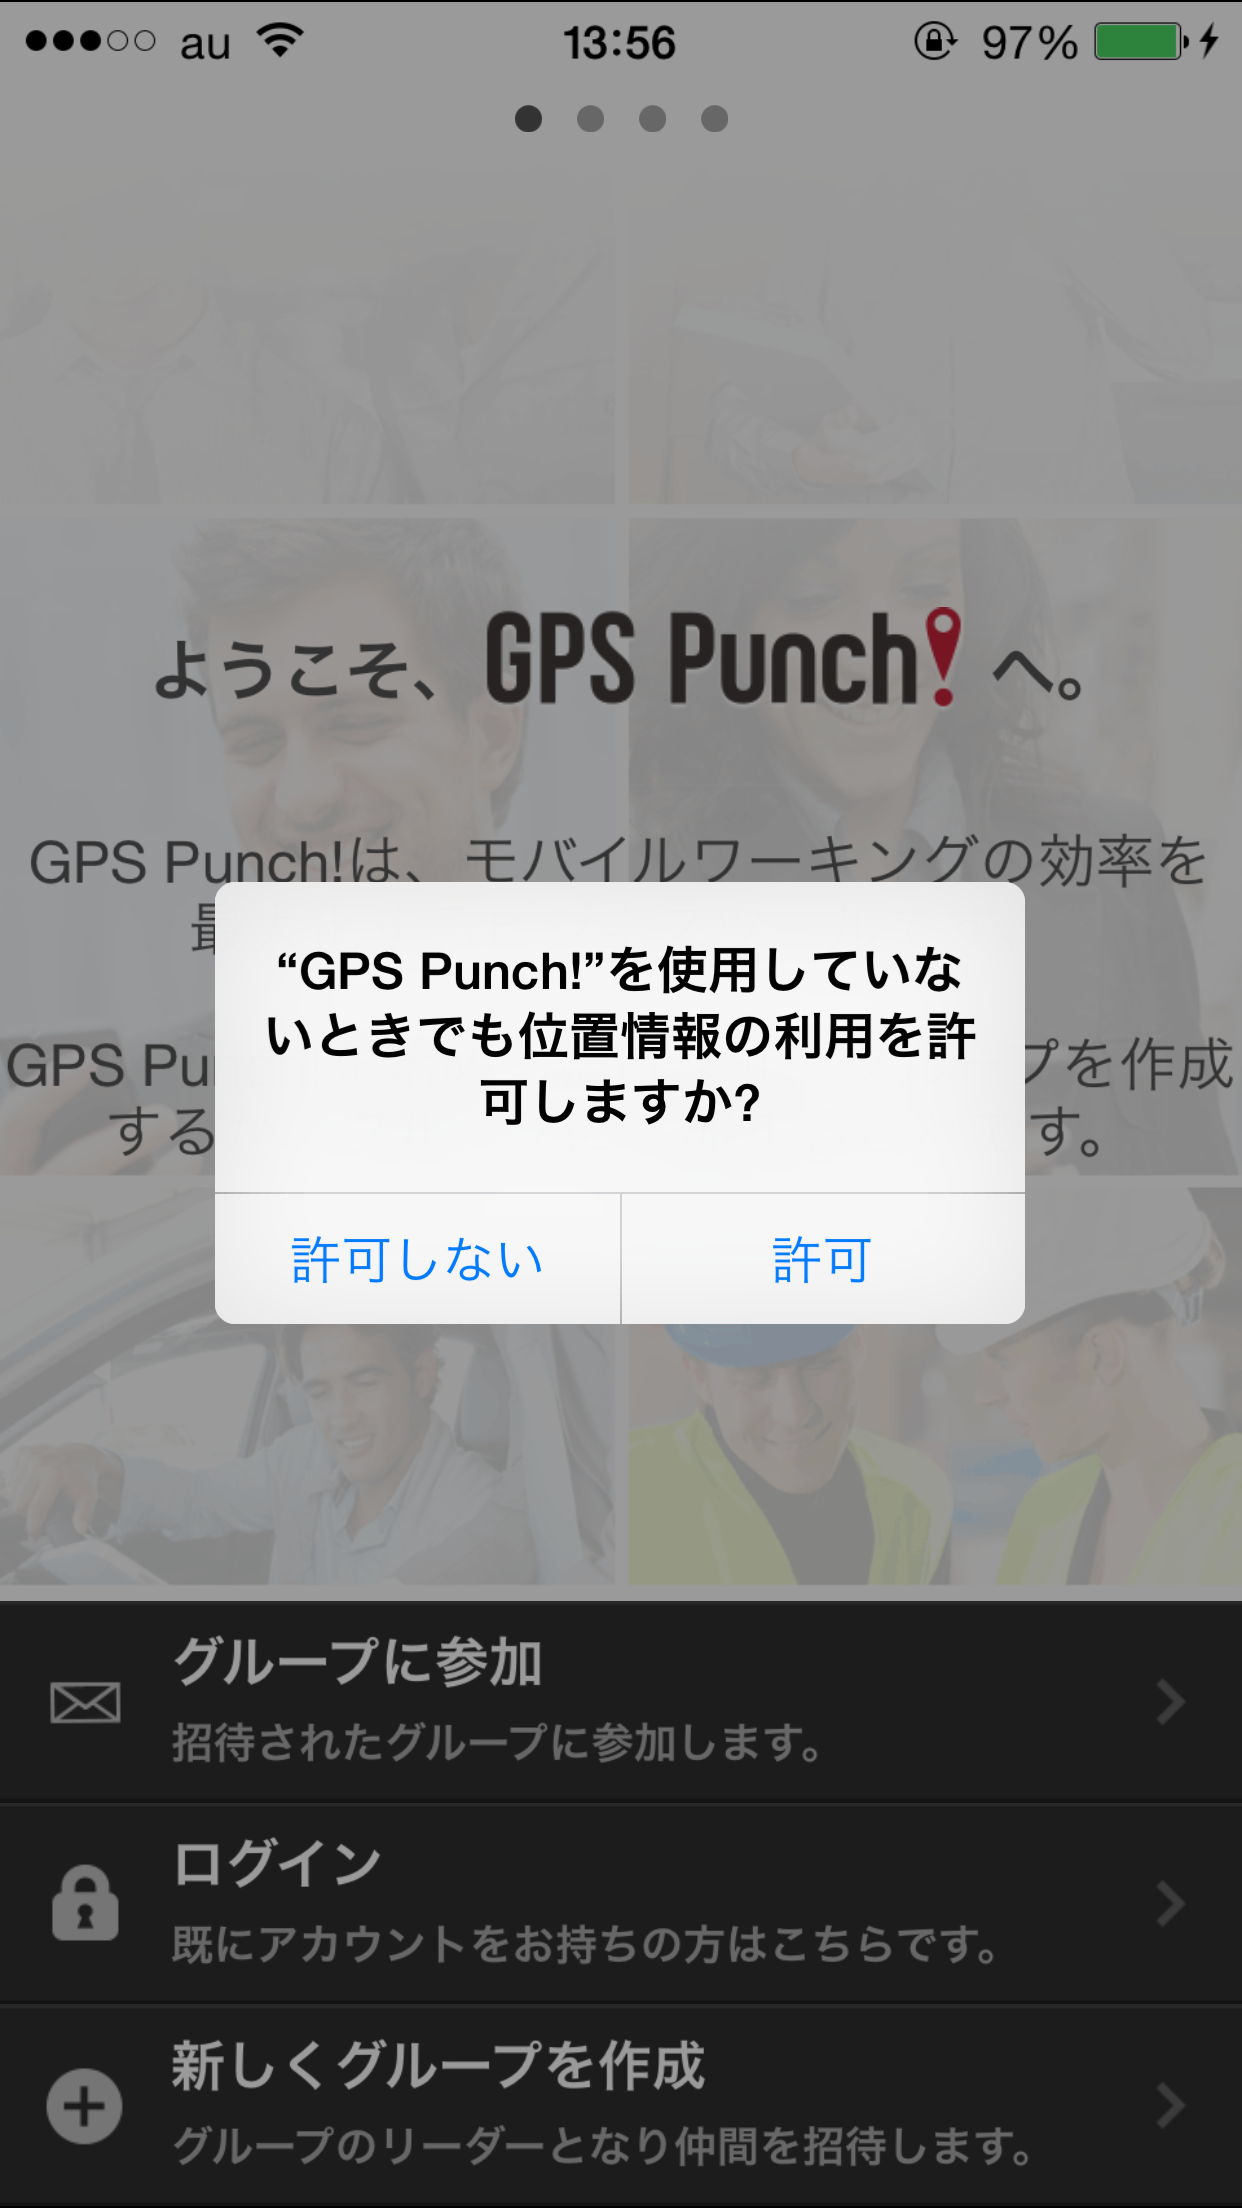 au 13:56 97%
ようこそ、GPS Punch!へ。
GPS Punch!は、モバイルワーキングの効率を
“GPS Punch!”を使用していな
いときでも位置情報の利用を許
可しますか?
GPS Pu プを作成
する す。
許可しない 許可
グループに参加
招待されたグループに参加します。
ログイン
既にアカウントをお持ちの方はこちらです。
新しくグループを作成
グループのリーダーとなり仲間を招待します。